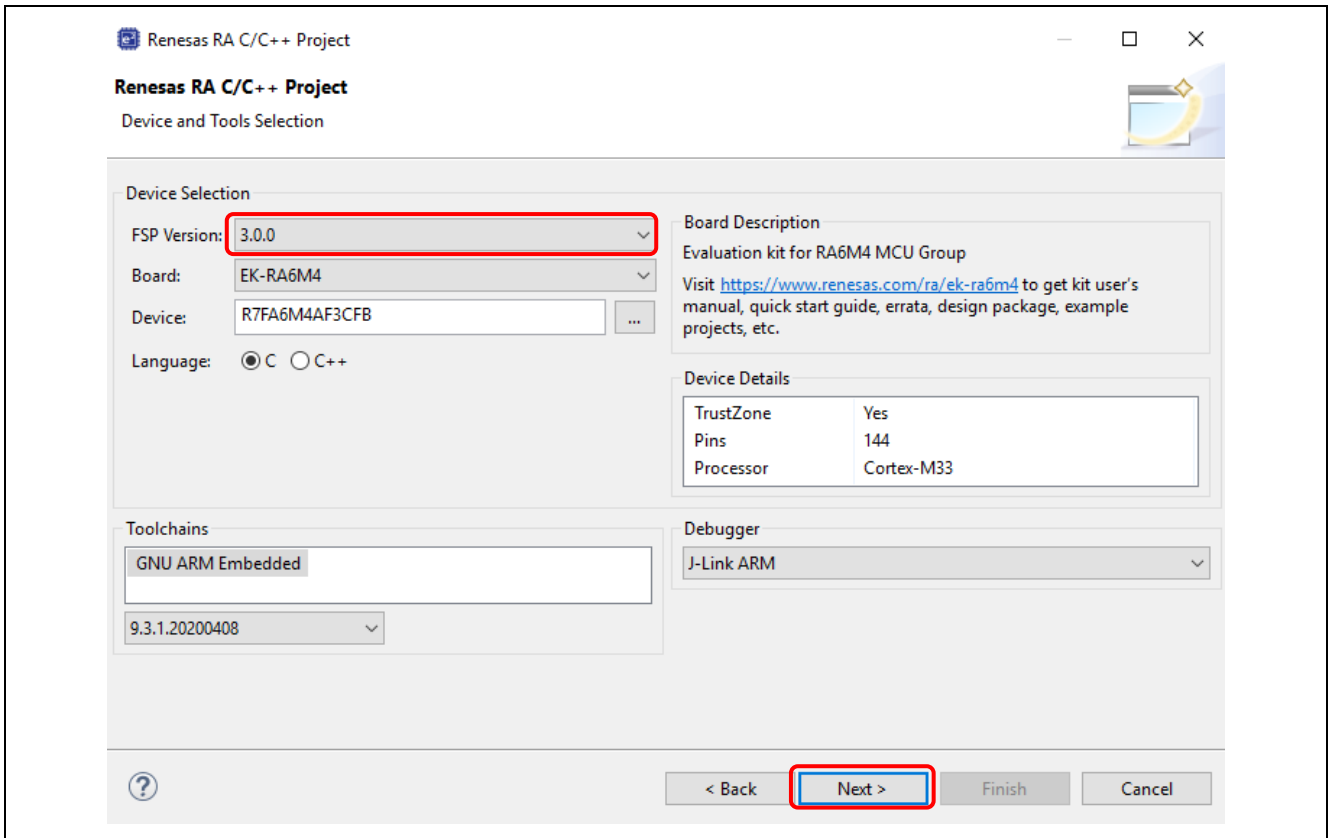 Renesas RA C/C++ Project
Renesas RA C/C++ Project
Device and Tools Selection
Device Selection
FSP Version: 3.0.0
Board: EK-RA6M4
Device: R7FA6M4AF3CFB ...
Language: C C++
Board Description
Evaluation kit for RA6M4 MCU Group
Visit https://www.renesas.com/ra/ek-ra6m4 to get kit user's
manual, quick start guide, errata, design package, example
projects, etc.
Device Details
TrustZone Yes
Pins 144
Processor Cortex-M33
Toolchains
GNU ARM Embedded
9.3.1.20200408
Debugger
J-Link ARM
? < Back Next > Finish Cancel